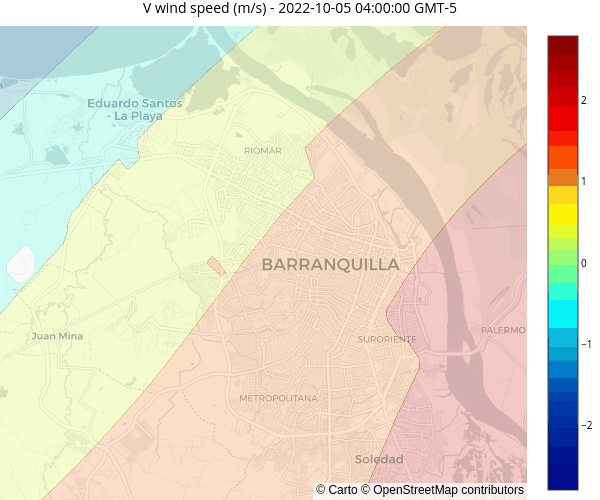 V wind speed (m/s) - 2022-10-05 04:00:00 GMT-5
Eduardo Santos
- La Playa
RIOMAR
BARRANQUILLA
Juan Mina
SURORIENTE
PALERMO
METROPOLITANA
Soledad
© Carto © OpenStreetMap contributors
2
1
0
−1
−2